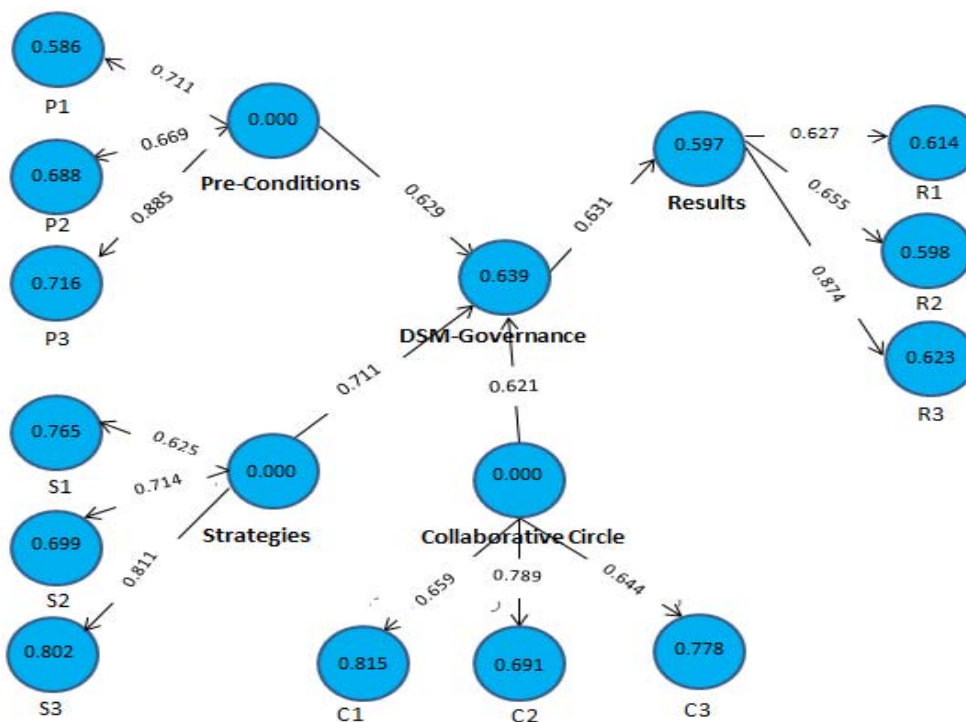 0.586
P1
0.711
0.688
P2
0.669
0.716
P3
0.885
0.000
Pre-Conditions
0.629
0.597
Results
0.631
0.627
0.614
R1
0.655
0.598
R2
0.874
0.623
R3
0.639
DSM-Governance
0.711
0.621
0.765
S1
0.625
0.714
0.699
S2
0.811
0.802
S3
0.000
Strategies
0.000
Collaborative Circle
0.659
0.789
0.644
0.815
C1
0.691
C2
0.778
C3